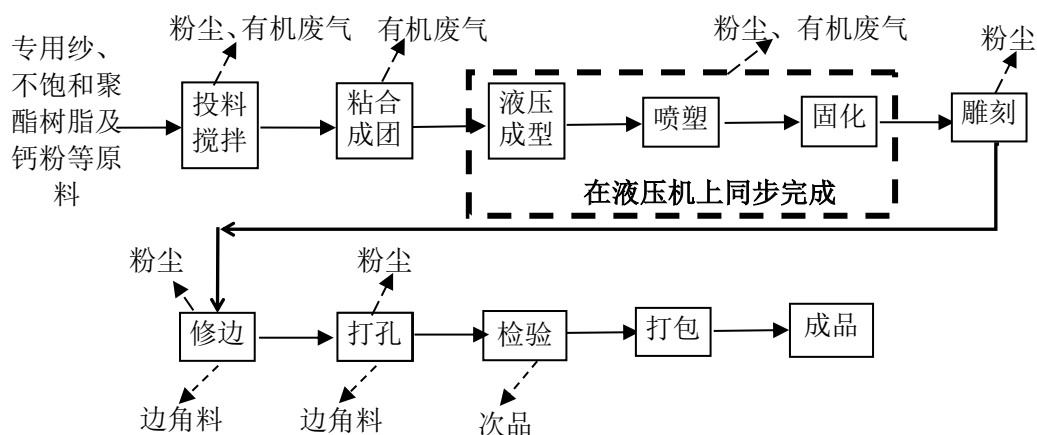 粉尘、有机废气
有机废气
粉尘、有机废气
粉尘
专用纱、
不饱和聚
酯树脂及
钙粉等原
料
投料
搅拌
粘合
成团
液压
成型
喷塑
固化
雕刻
在液压机上同步完成
粉尘
粉尘
修边
打孔
检验
打包
成品
边角料
边角料
次品